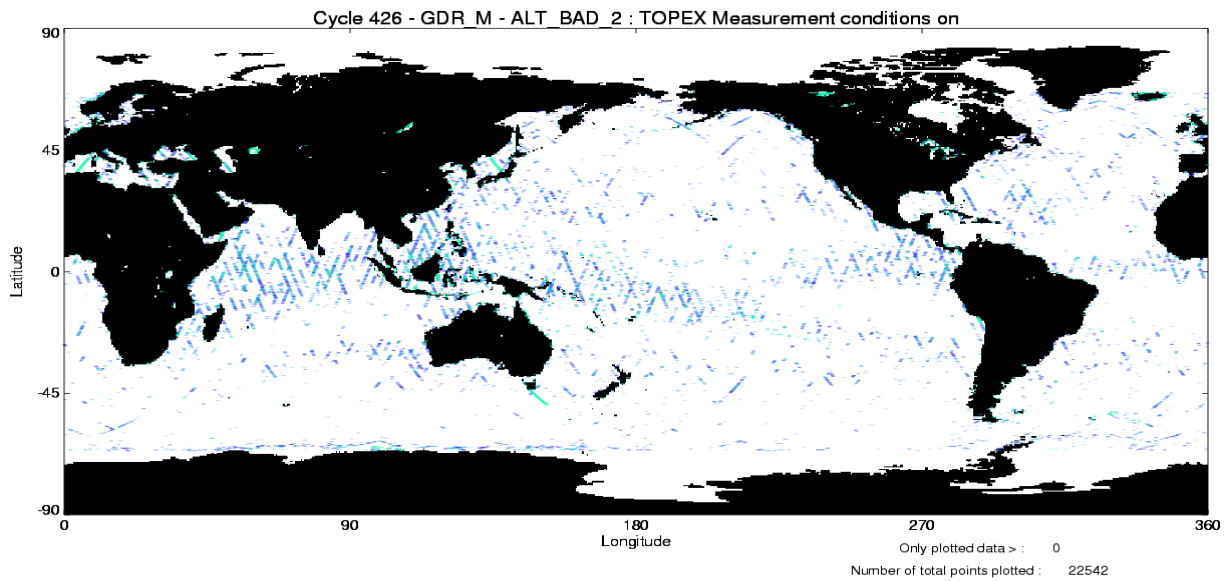 Cycle 426 - GDR_M - ALT_BAD_2 : TOPEX Measurement conditions on
90
45
0
-45
-90
Latitude
0 90 180 270 360
Longitude
Only plotted data > : 0
Number of total points plotted : 22542